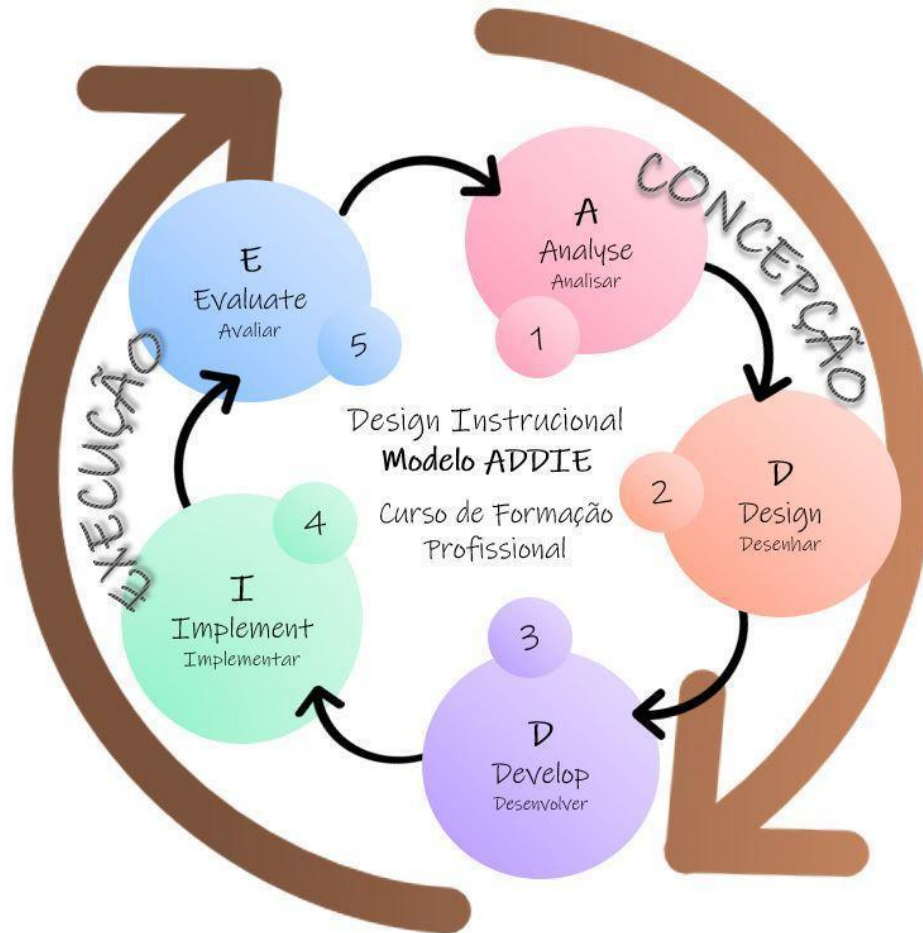 CONCEPÇÃO
A
Analyse
Analisar
1
D
Design
Desenhar
2
D
Develop
Desenvolver
3
EXECUÇÃO
I
Implement
Implementar
4
E
Evaluate
Avaliar
5
Design Instrucional
Modelo ADDIE
Curso de Formação
Profissional